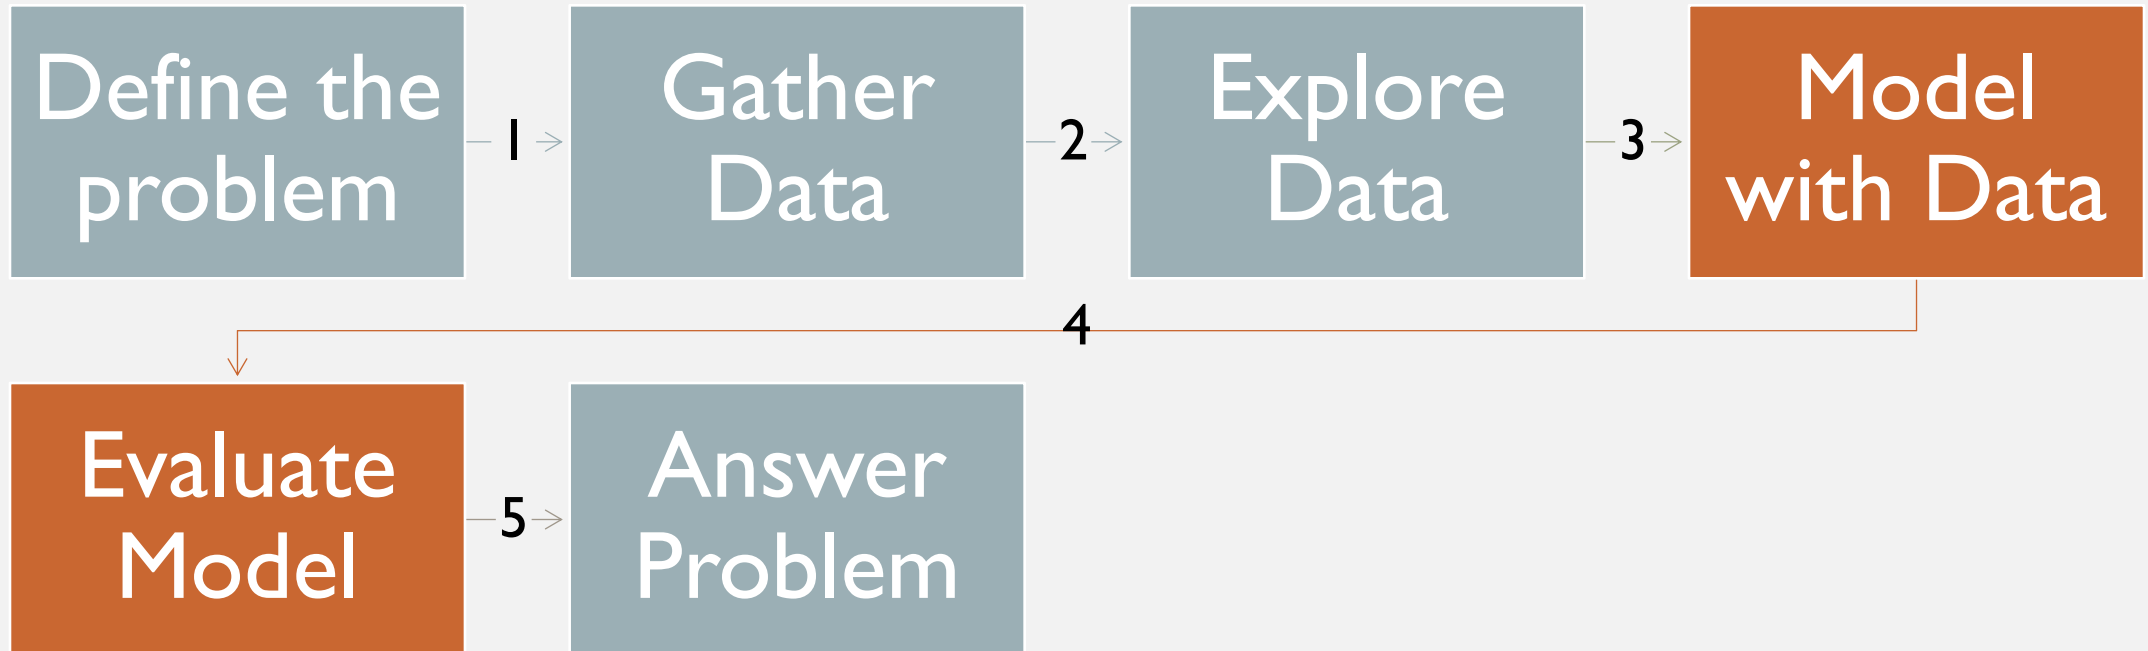 Define the
problem
1
Gather
Data
2
Explore
Data
3
Model
with Data
4
Evaluate
Model
5
Answer
Problem